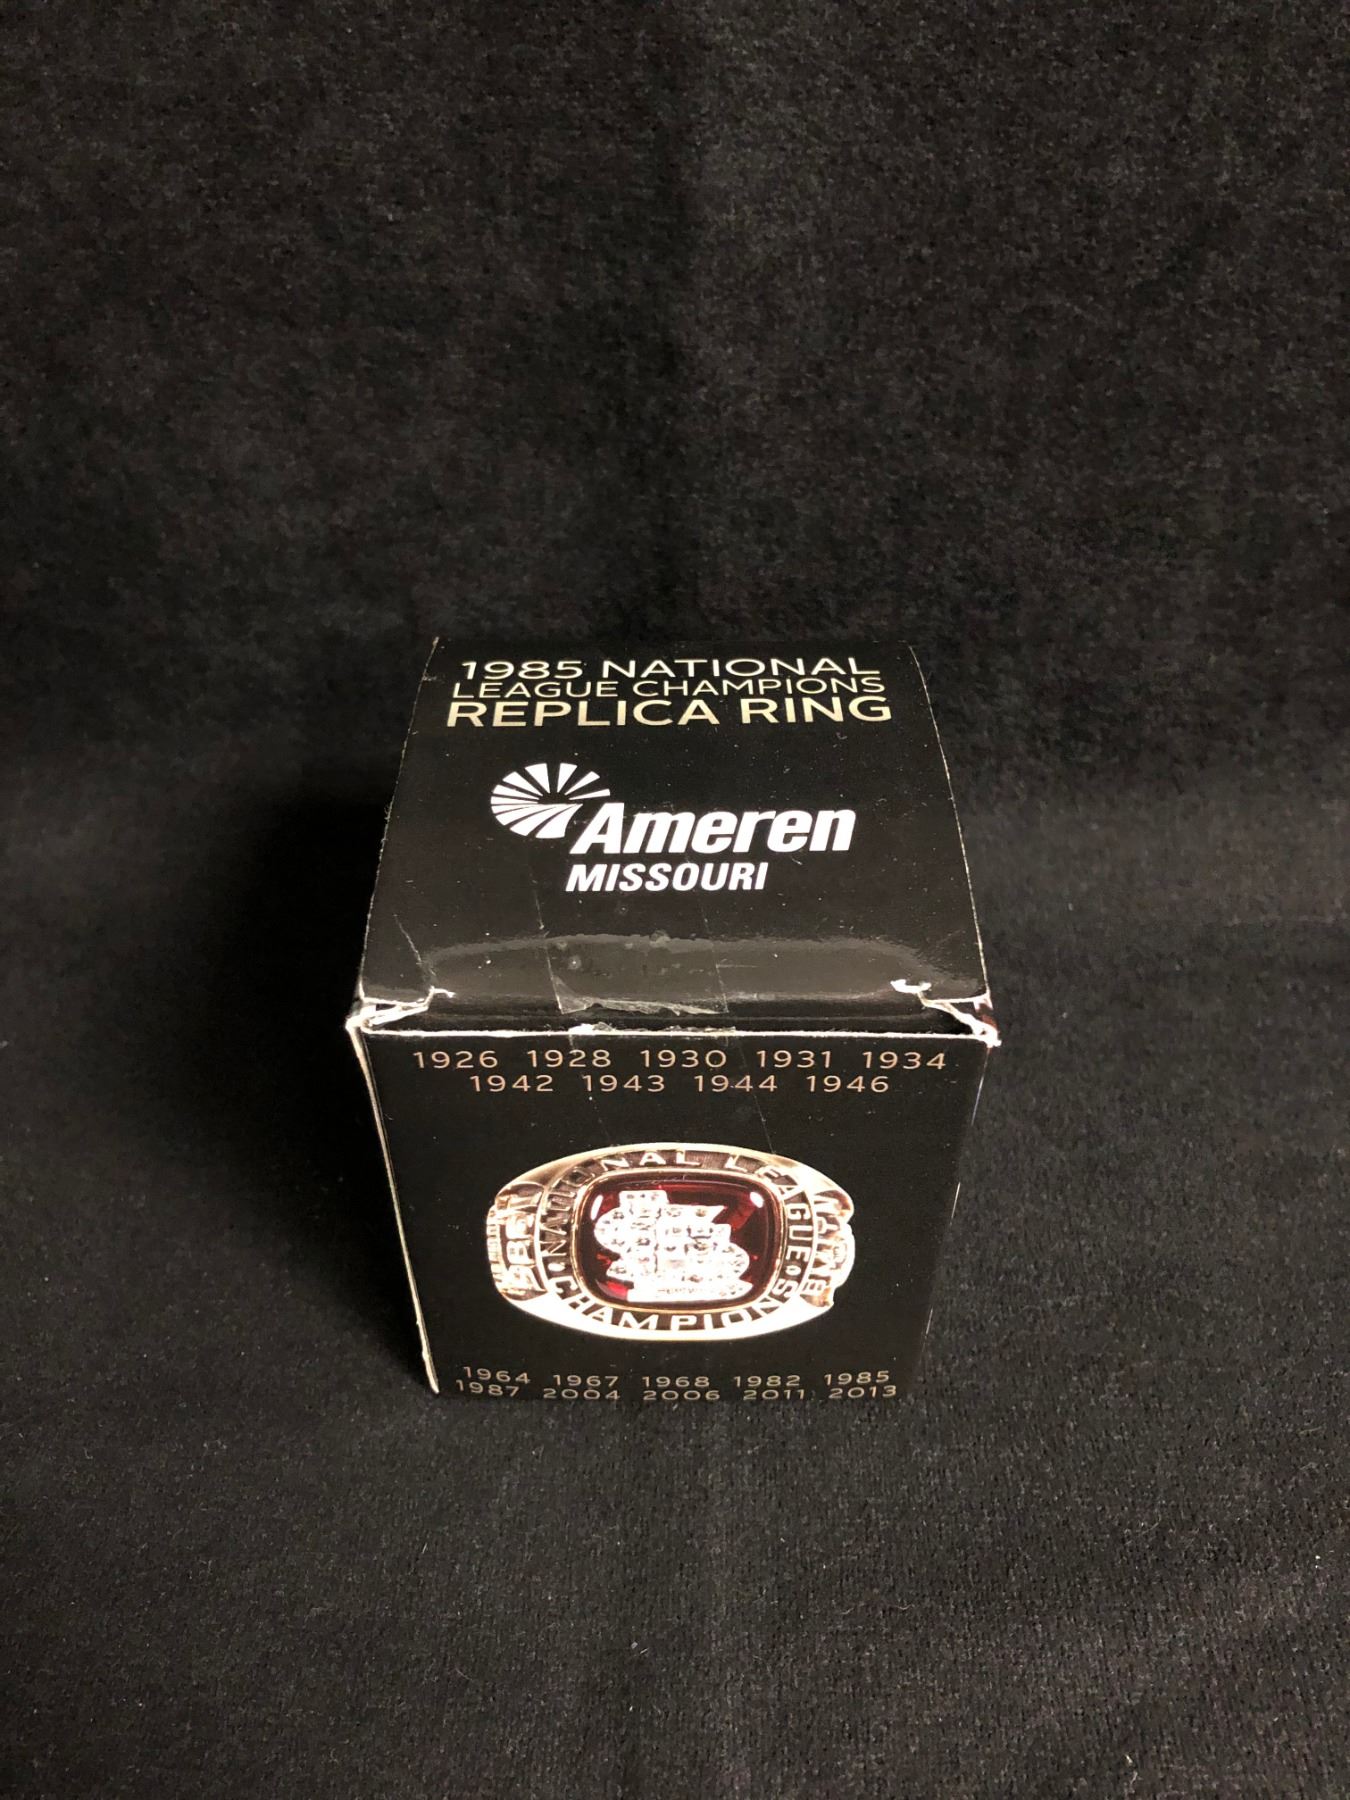 1985 NATIONAL
LEAGUE CHAMPIONS
REPLICA RING
Ameren
MISSOURI
1926 1928 1930 1931 1934
1942 1943 1944 1946
NATIONAL LEAGUE
CHAMPIONS
1964 1967 1968 1982 1985
1987 2004 2006 2011 2013